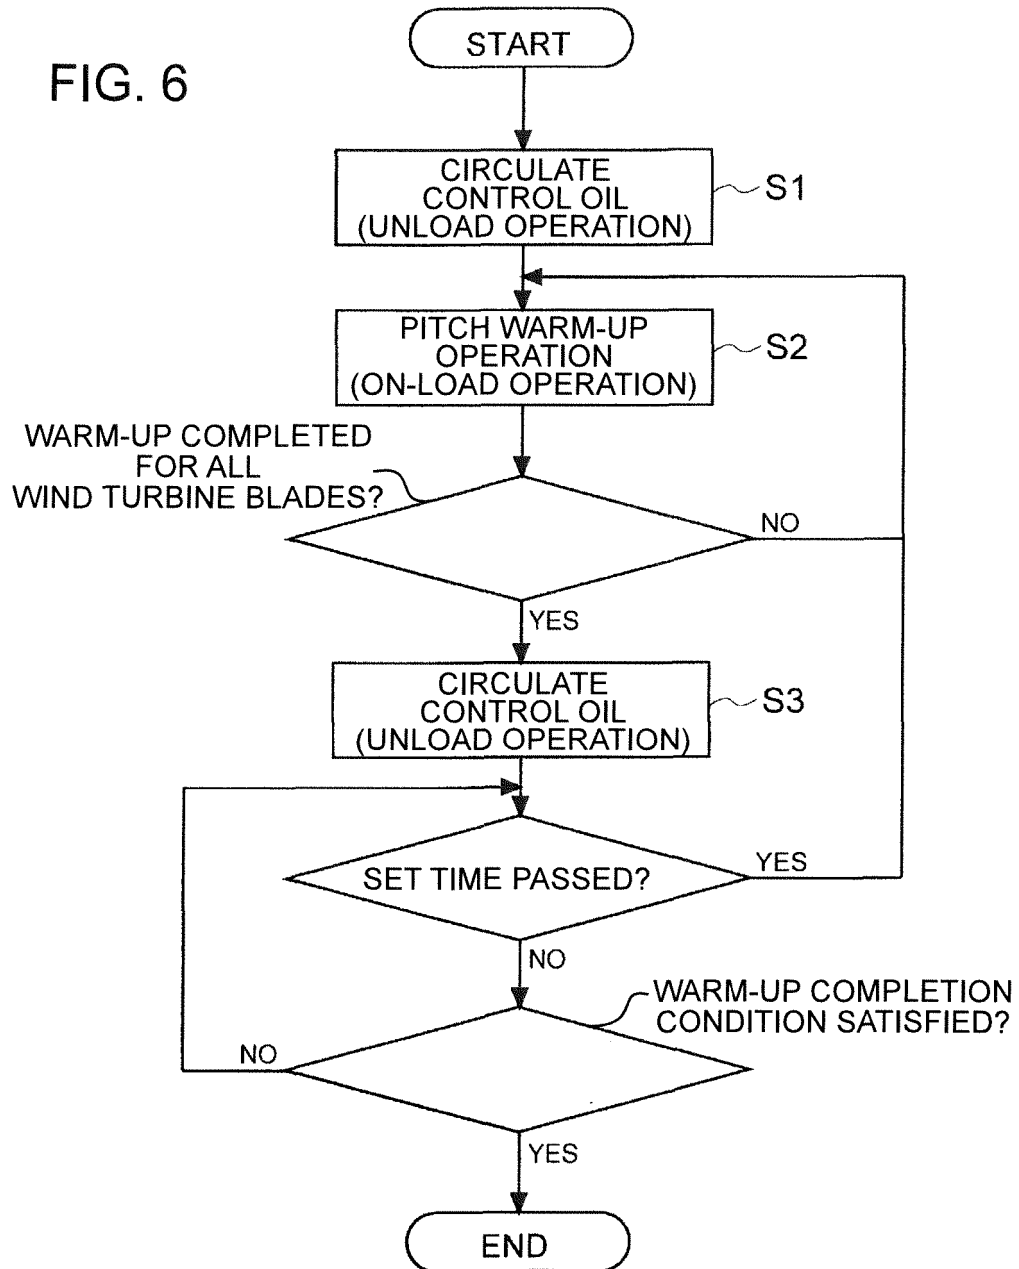 START
FIG. 6
CIRCULATE
CONTROL OIL
(UNLOAD OPERATION)
S1
PITCH WARM-UP
OPERATION
(ON-LOAD OPERATION)
S2
WARM-UP COMPLETED
FOR ALL
WIND TURBINE BLADES?
NO
YES
CIRCULATE
CONTROL OIL
(UNLOAD OPERATION)
S3
SET TIME PASSED?
YES
NO
WARM-UP COMPLETION
CONDITION SATISFIED?
NO
YES
END